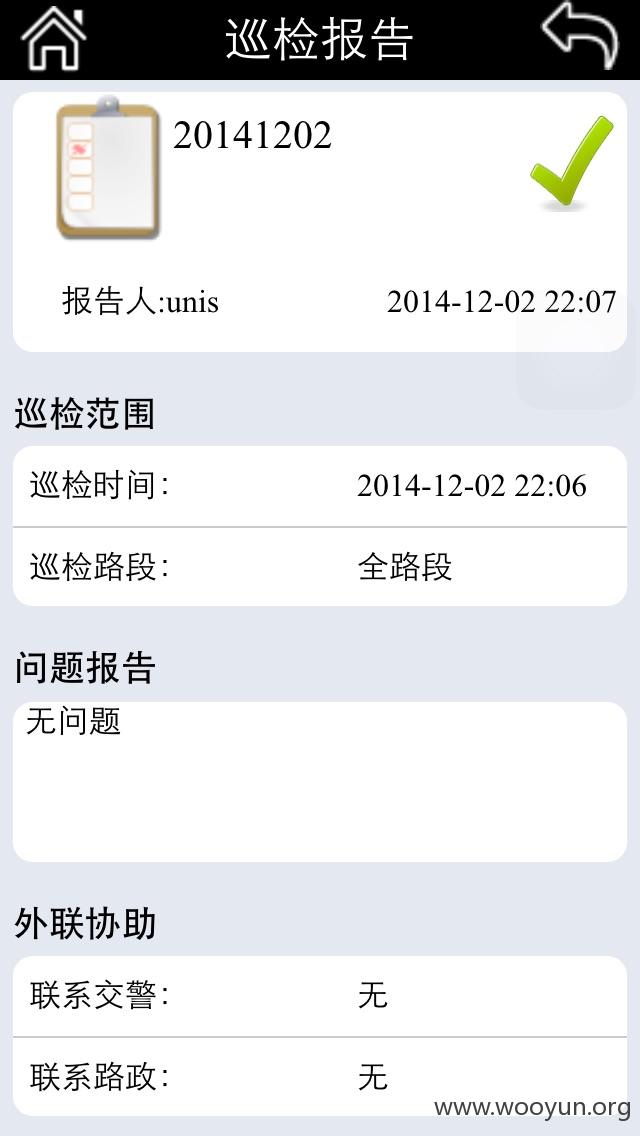 巡检报告
20141202
报告人:unis 2014-12-02 22:07
巡检范围
巡检时间: 2014-12-02 22:06
巡检路段: 全路段
问题报告
无问题
外联协助
联系交警: 无
联系路政: 无
www.wooyun.org